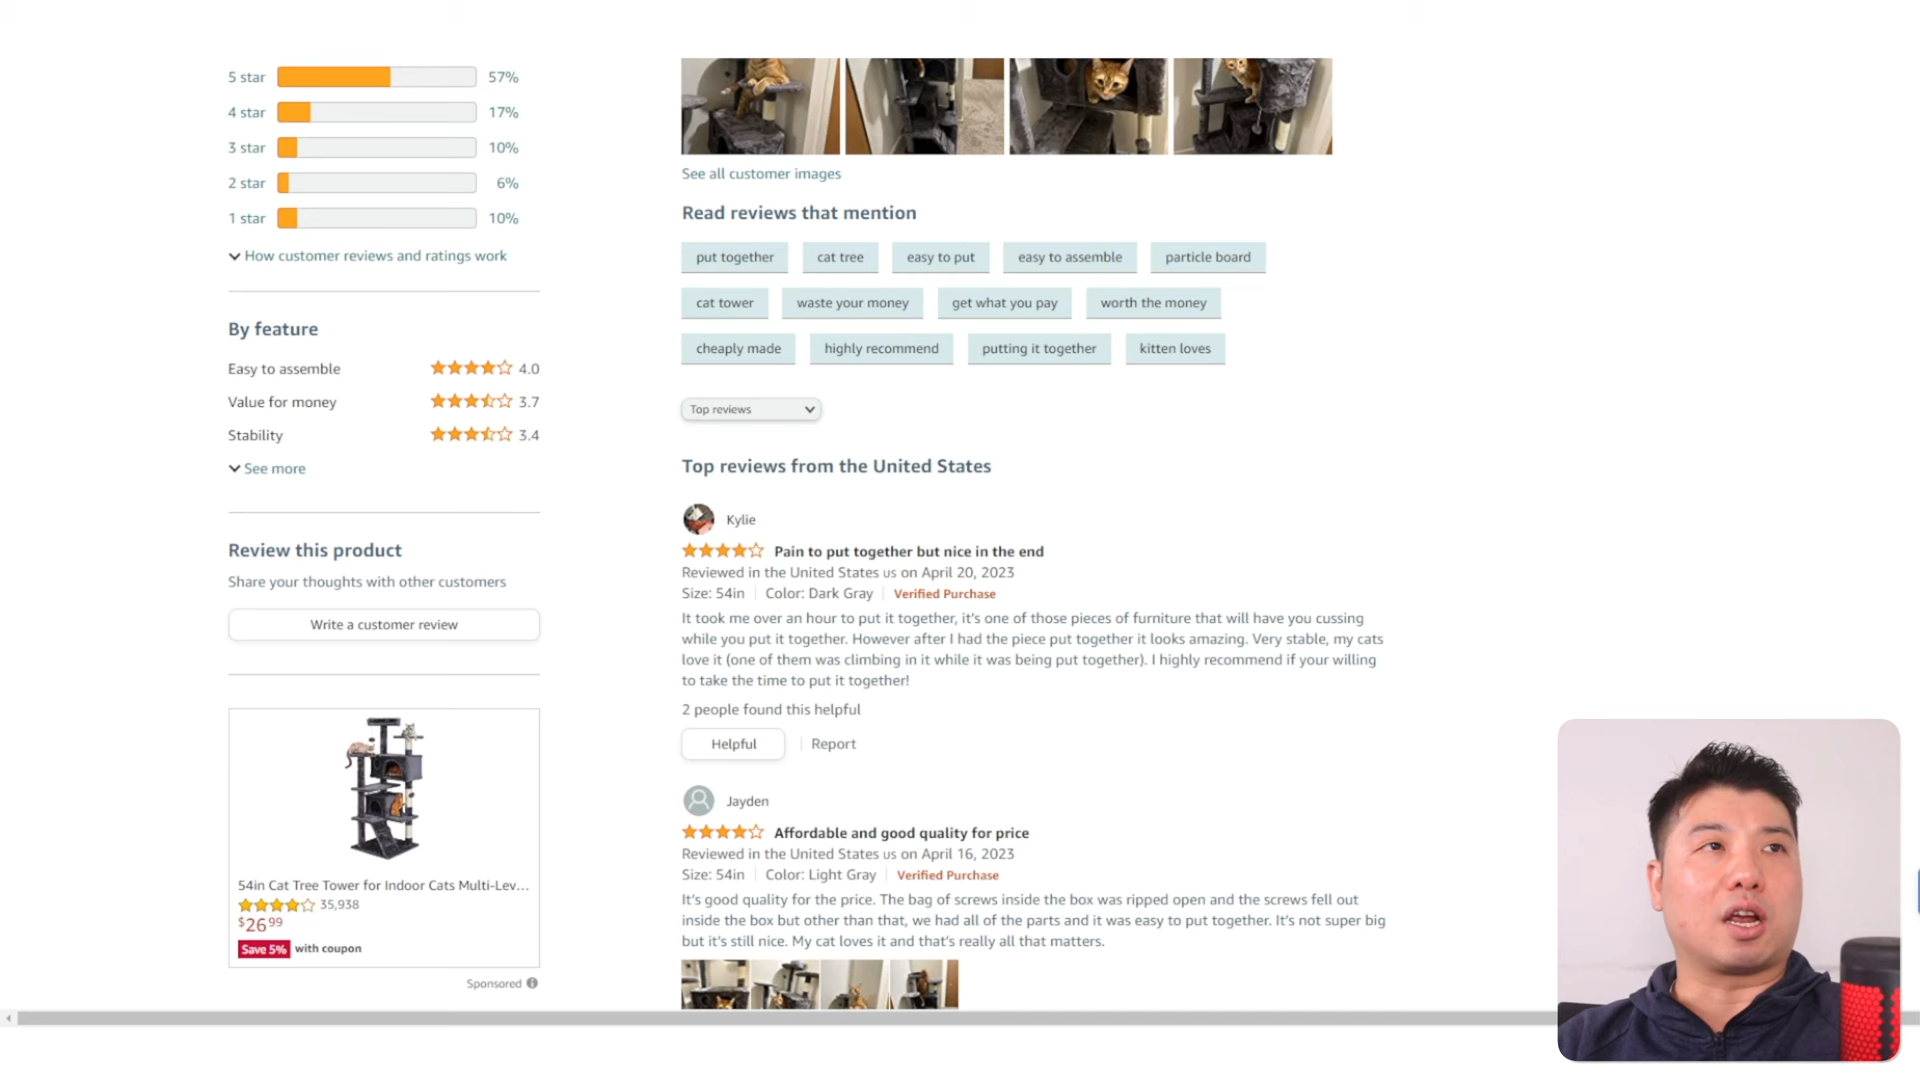 5 star 57%
4 star 17%
3 star 10%
2 star 6%
1 star 10%
How customer reviews and ratings work
By feature
Easy to assemble 4.0
Value for money 3.7
Stability 3.4
See more
Review this product
Share your thoughts with other customers
Write a customer review
54in Cat Tree Tower for Indoor Cats Multi-Lev...
35,938
$26 99
Save 5% with coupon
Sponsored
See all customer images
Read reviews that mention
put together cat tree easy to put easy to assemble particle board
cat tower waste your money get what you pay worth the money
cheaply made highly recommend putting it together kitten loves
Top reviews
Top reviews from the United States
Kylie
Pain to put together but nice in the end
Reviewed in the United States us on April 20, 2023
Size: 54in Color: Dark Gray Verified Purchase
It took me over an hour to put it together, it's one of those pieces of furniture that will have you cussing
while you put it together. However after I had the piece put together it looks amazing. Very stable, my cats
love it (one of them was climbing in it while it was being put together). I highly recommend if your willing
to take the time to put it together!
2 people found this helpful
Helpful Report
Jayden
Affordable and good quality for price
Reviewed in the United States us on April 16, 2023
Size: 54in Color: Light Gray Verified Purchase
It's good quality for the price. The bag of screws inside the box was ripped open and the screws fell out
inside the box but other than that, we had all of the parts and it was easy to put together. It's not super big
but it's still nice. My cat loves it and that's really all that matters.